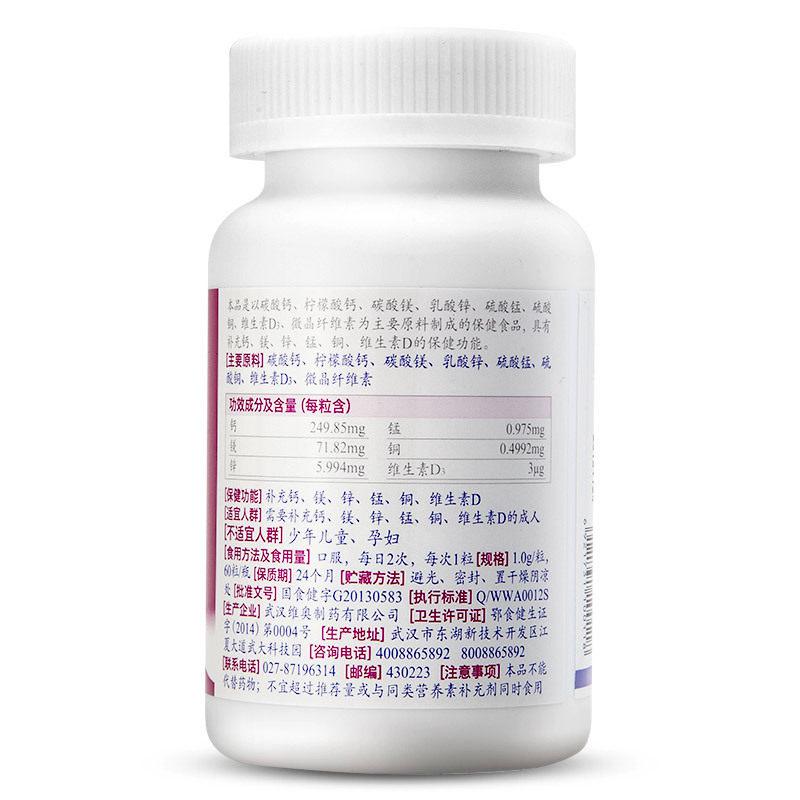 本品是以碳酸钙、柠檬酸钙、碳酸镁、乳酸锌、硫酸锰、硫酸
铜、维生素D3、微晶纤维素为主要原料制成的保健食品，具有
补充钙、镁、锌、锰、铜、维生素D的保健功能。
[主要原料] 碳酸钙、柠檬酸钙、碳酸镁、乳酸锌、硫酸锰、硫
酸铜、维生素D3、微晶纤维素
功效成分及含量 (每粒含)
钙 249.85mg 锰 0.975mg
镁 71.82mg 铜 0.4992mg
锌 5.994mg 维生素D3 3μg
[保健功能] 补充钙、镁、锌、锰、铜、维生素D
[适宜人群] 需要补充钙、镁、锌、锰、铜、维生素D的成人
[不适宜人群] 少年儿童、孕妇
[食用方法及食用量] 口服，每日2次，每次1粒 [规格] 1.0g/粒,
60粒/瓶 [保质期] 24个月 [贮藏方法] 避光、密封、置干燥阴凉
处 [批准文号] 国食健字G20130583 [执行标准] Q/WWA0012S
[生产企业] 武汉维奥制药有限公司 [卫生许可证] 鄂食健生证
字(2014) 第0004号 [生产地址] 武汉市东湖新技术开发区江
夏大道武大科技园 [咨询电话] 4008865892 8008865892
[联系电话] 027-87196314 [邮编] 430223 [注意事项] 本品不能
代替药物；不宜超过推荐量或与同类营养素补充剂同时食用